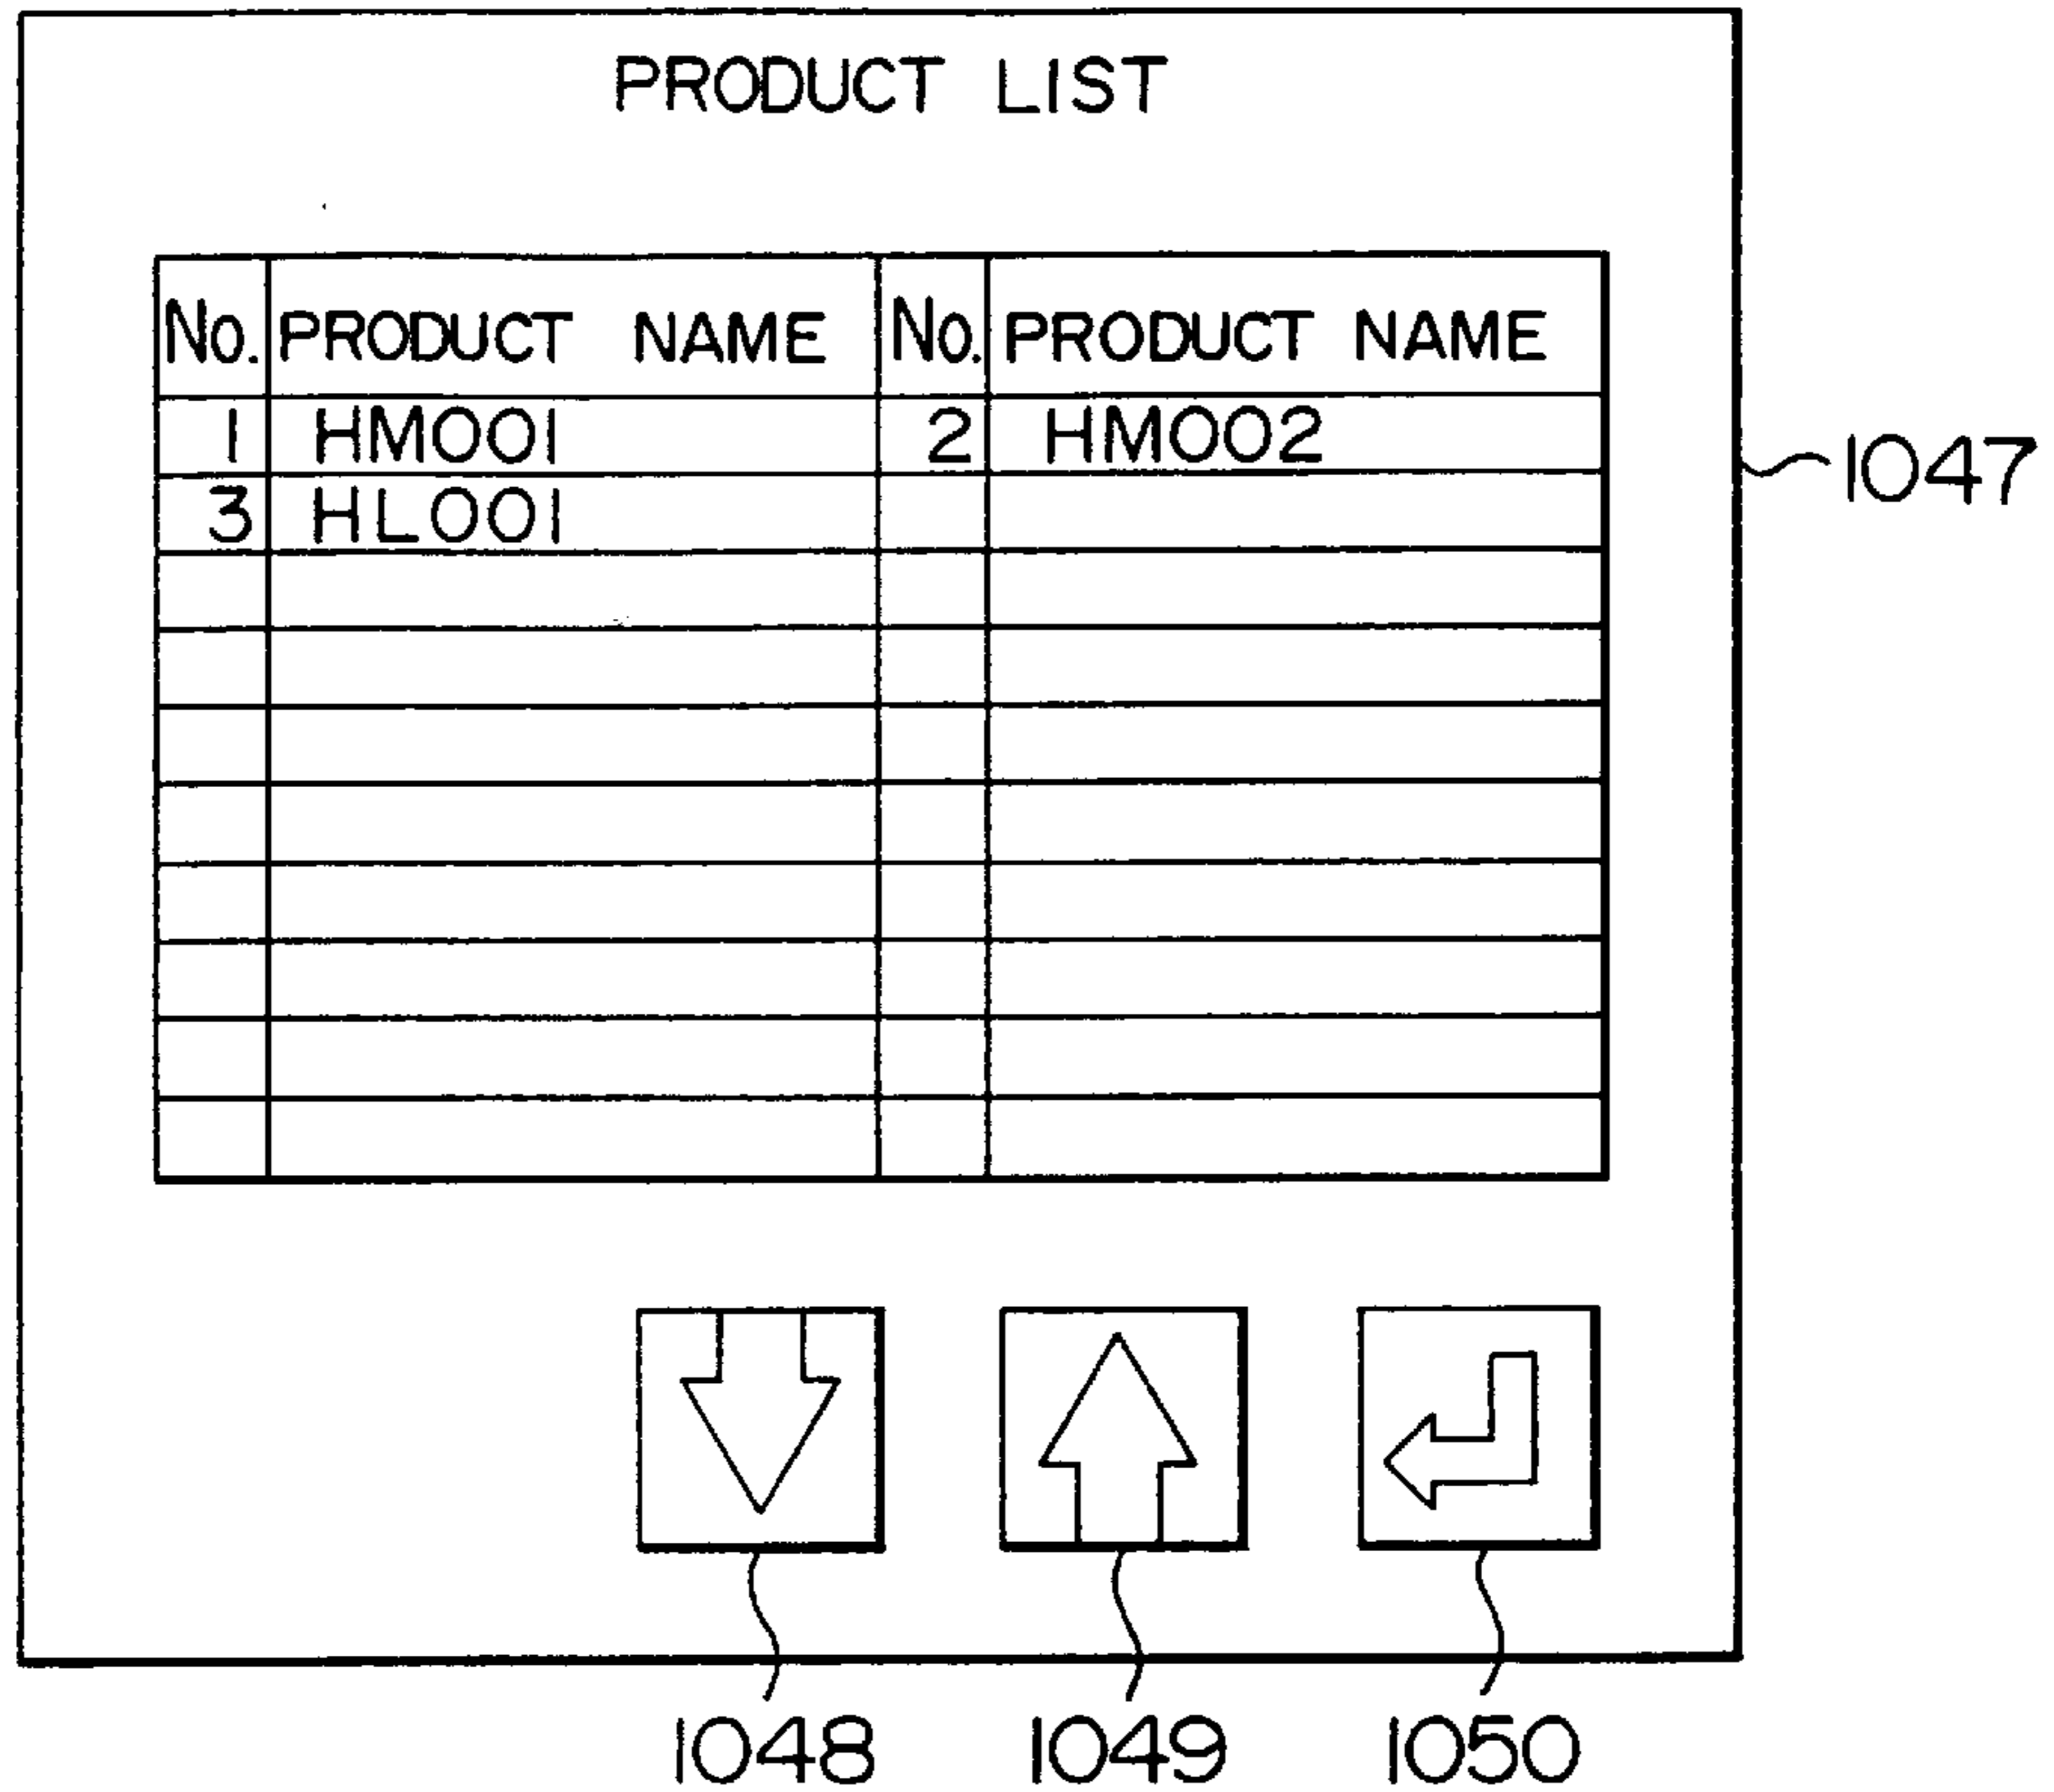 PRODUCT LIST
No. PRODUCT NAME No. PRODUCT NAME
1 HM001 2 HM002
3 HL001
1047
1048 1049 1050